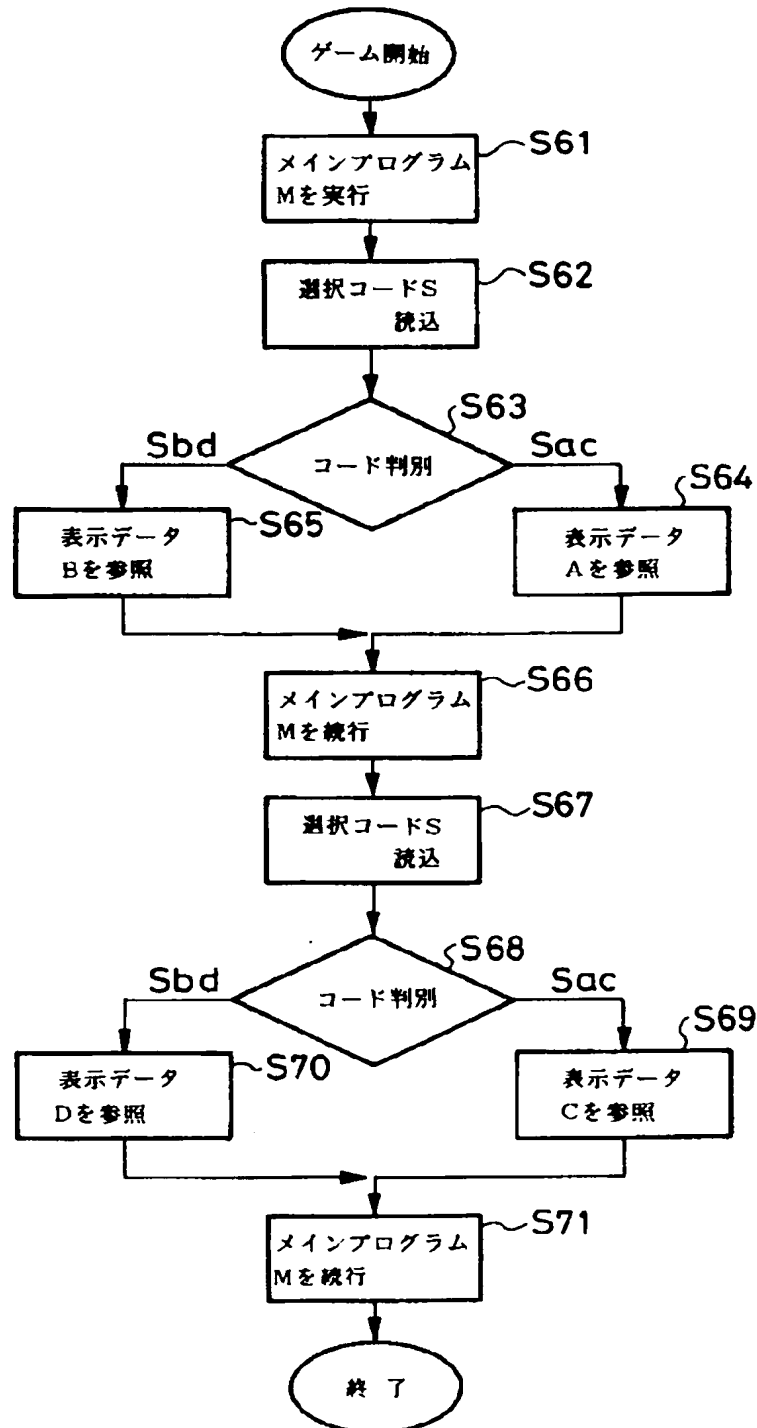 ゲーム開始
S61
メインプログラム
Mを実行
S62
選択コードS
読込
S63
Sbd
コード判別
Sac
S64
S65
表示データ
Bを参照
表示データ
Aを参照
S66
メインプログラム
Mを続行
S67
選択コードS
読込
S68
Sbd
コード判別
Sac
S69
S70
表示データ
Dを参照
表示データ
Cを参照
S71
メインプログラム
Mを続行
終了